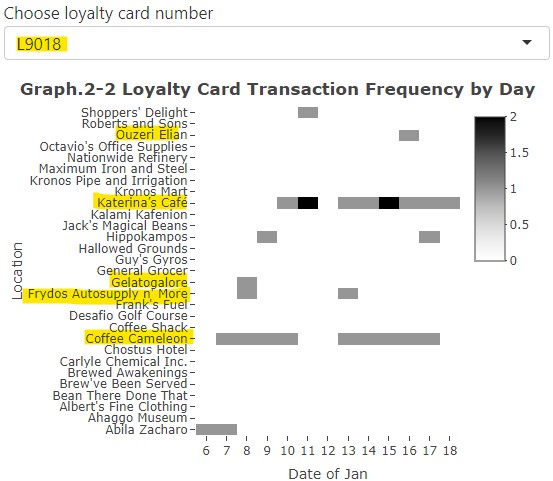 Choose loyalty card number
L9018
Graph.2-2 Loyalty Card Transaction Frequency by Day
Shoppers' Delight
Roberts and Sons
Ouzeri Elian
Octavio's Office Supplies
Nationwide Refinery
Maximum Iron and Steel
Kronos Pipe and Irrigation
Kronos Mart
Katerina's Café
Kalami Kafenion
Jack's Magical Beans
Hippokampos
Hallowed Grounds
Guy's Gyros
General Grocer
Gelatogalore
Frydos Autosupply n' More
Frank's Fuel
Desafio Golf Course
Coffee Shack
Coffee Cameleon
Chostus Hotel
Carlyle Chemical Inc.
Brewed Awakenings
Brew've Been Served
Bean There Done That
Albert's Fine Clothing
Ahaggo Museum
Abila Zacharo
Location
6 7 8 9 10 11 12 13 14 15 16 17 18
Date of Jan
2
1.5
1
0.5
0